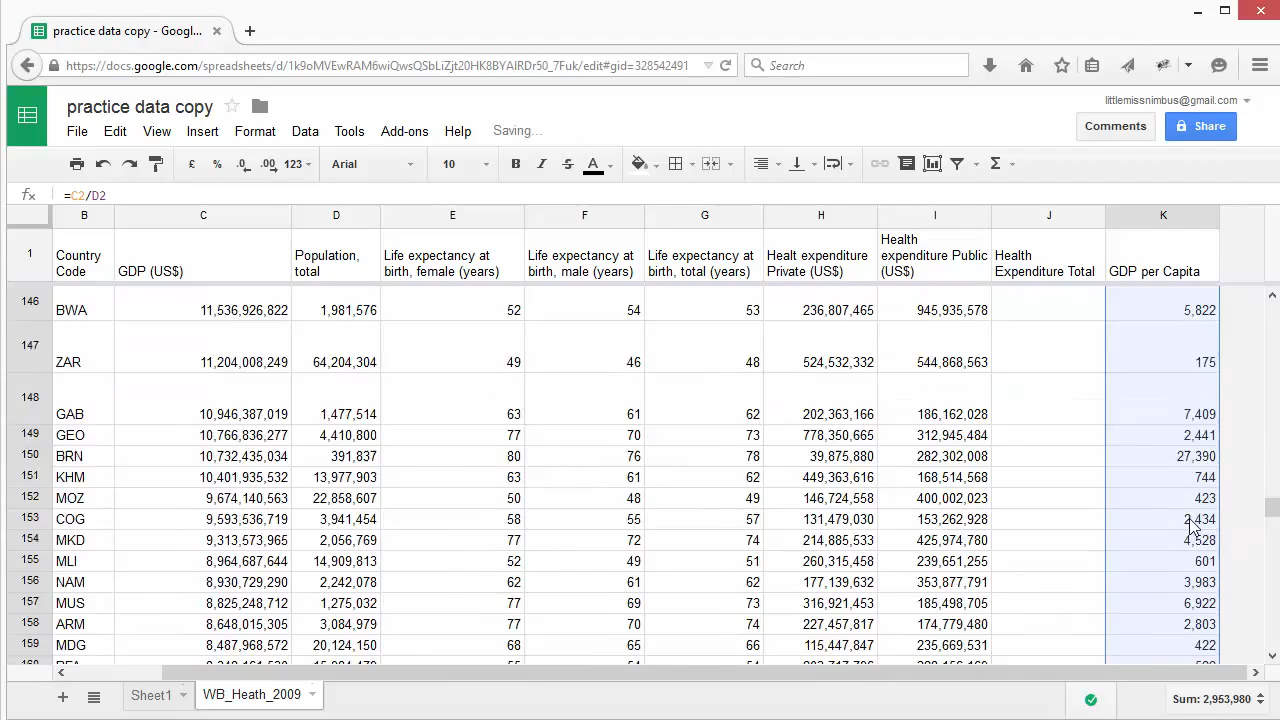 practice data copy - Googl...
https://docs.google.com/spreadsheets/d/1k9oMVEwRAM6wiQwsQSbLiZjt20HK8BYAIRDr50_7Fuk/edit#gid=328542491
Search
practice data copy
littlemissnimbus@gmail.com
File Edit View Insert Format Data Tools Add-ons Help Saving...
Comments
Share
£ % .0 .00 123 Arial 10 B I S A Σ
fx =C2/D2
B C D E F G H I J K
1 Country Code GDP (US$) Population, total Life expectancy at birth, female (years) Life expectancy at birth, male (years) Life expectancy at birth, total (years) Healt expenditure Private (US$) Health expenditure Public (US$) Health Expenditure Total GDP per Capita
146 BWA 11,536,926,822 1,981,576 52 54 53 236,807,465 945,935,578 5,822
147 ZAR 11,204,008,249 64,204,304 49 46 48 524,532,332 544,868,563 175
148 GAB 10,946,387,019 1,477,514 63 61 62 202,363,166 186,162,028 7,409
149 GEO 10,766,836,277 4,410,800 77 70 73 778,350,665 312,945,484 2,441
150 BRN 10,732,435,034 391,837 80 76 78 39,875,880 282,302,008 27,390
151 KHM 10,401,935,532 13,977,903 63 61 62 449,363,616 168,514,568 744
152 MOZ 9,674,140,563 22,858,607 50 48 49 146,724,558 400,002,023 423
153 COG 9,593,536,719 3,941,454 58 55 57 131,479,030 153,262,928 2,434
154 MKD 9,313,573,965 2,056,769 77 72 74 214,885,533 425,974,780 4,528
155 MLI 8,964,687,644 14,909,813 52 49 51 260,315,458 239,651,255 601
156 NAM 8,930,729,290 2,242,078 62 61 62 177,139,632 353,877,791 3,983
157 MUS 8,825,248,712 1,275,032 77 69 73 316,921,453 185,498,705 6,922
158 ARM 8,648,015,305 3,084,979 77 70 74 227,457,817 174,779,480 2,803
159 MDG 8,487,968,572 20,124,150 68 65 66 115,447,847 235,669,531 422
Sheet1 WB_Heath_2009
Sum: 2,953,980